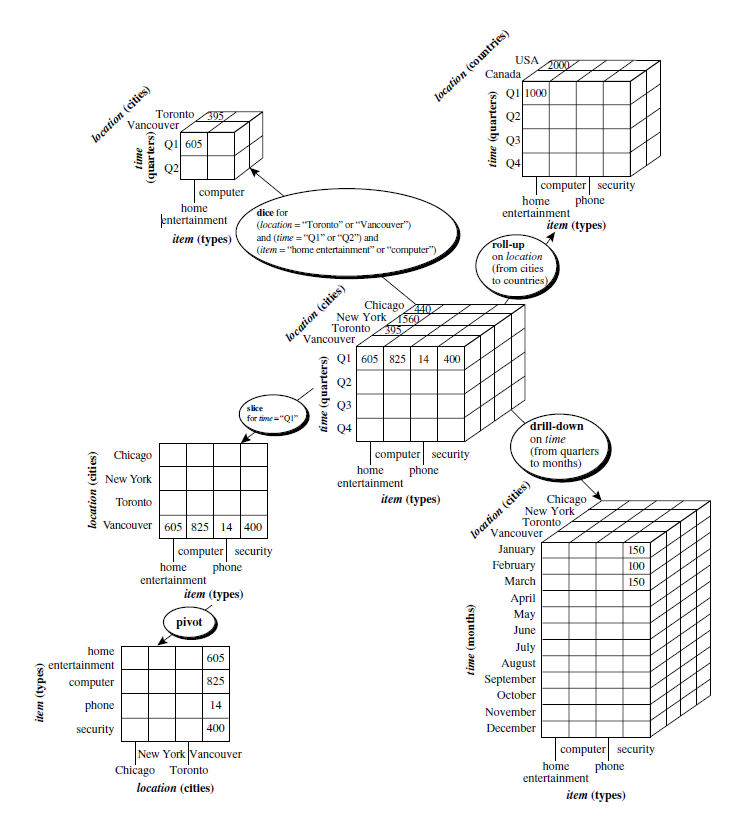 location (cities)
Toronto
395
Vancouver
time
(quarters)
Q1
605
Q2
computer
home
entertainment
item (types)
location (countries)
USA
2000
Canada
time (quarters)
Q1
1000
Q2
Q3
Q4
computer
security
home
phone
entertainment
item (types)
dice for
(location = “Toronto” or “Vancouver”)
and (time = “Q1” or “Q2”) and
(item = “home entertainment” or “computer”)
roll-up
on location
(from cities
to countries)
location (cities)
Chicago
440
New York
1560
Toronto
395
Vancouver
time (quarters)
Q1 605 825 14 400
Q2
Q3
Q4
computer
security
home
phone
entertainment
item (types)
slice
for time = “Q1”
location (cities)
Chicago
New York
Toronto
Vancouver 605 825 14 400
computer
security
home
phone
entertainment
item (types)
drill-down
on time
(from quarters
to months)
location (cities)
Chicago
New York
Toronto
Vancouver
time (months)
January 150
February 100
March 150
April
May
June
July
August
September
October
November
December
computer
security
home
phone
entertainment
item (types)
pivot
item (types)
home
entertainment 605
computer 825
phone 14
security 400
New York Vancouver
Chicago Toronto
location (cities)